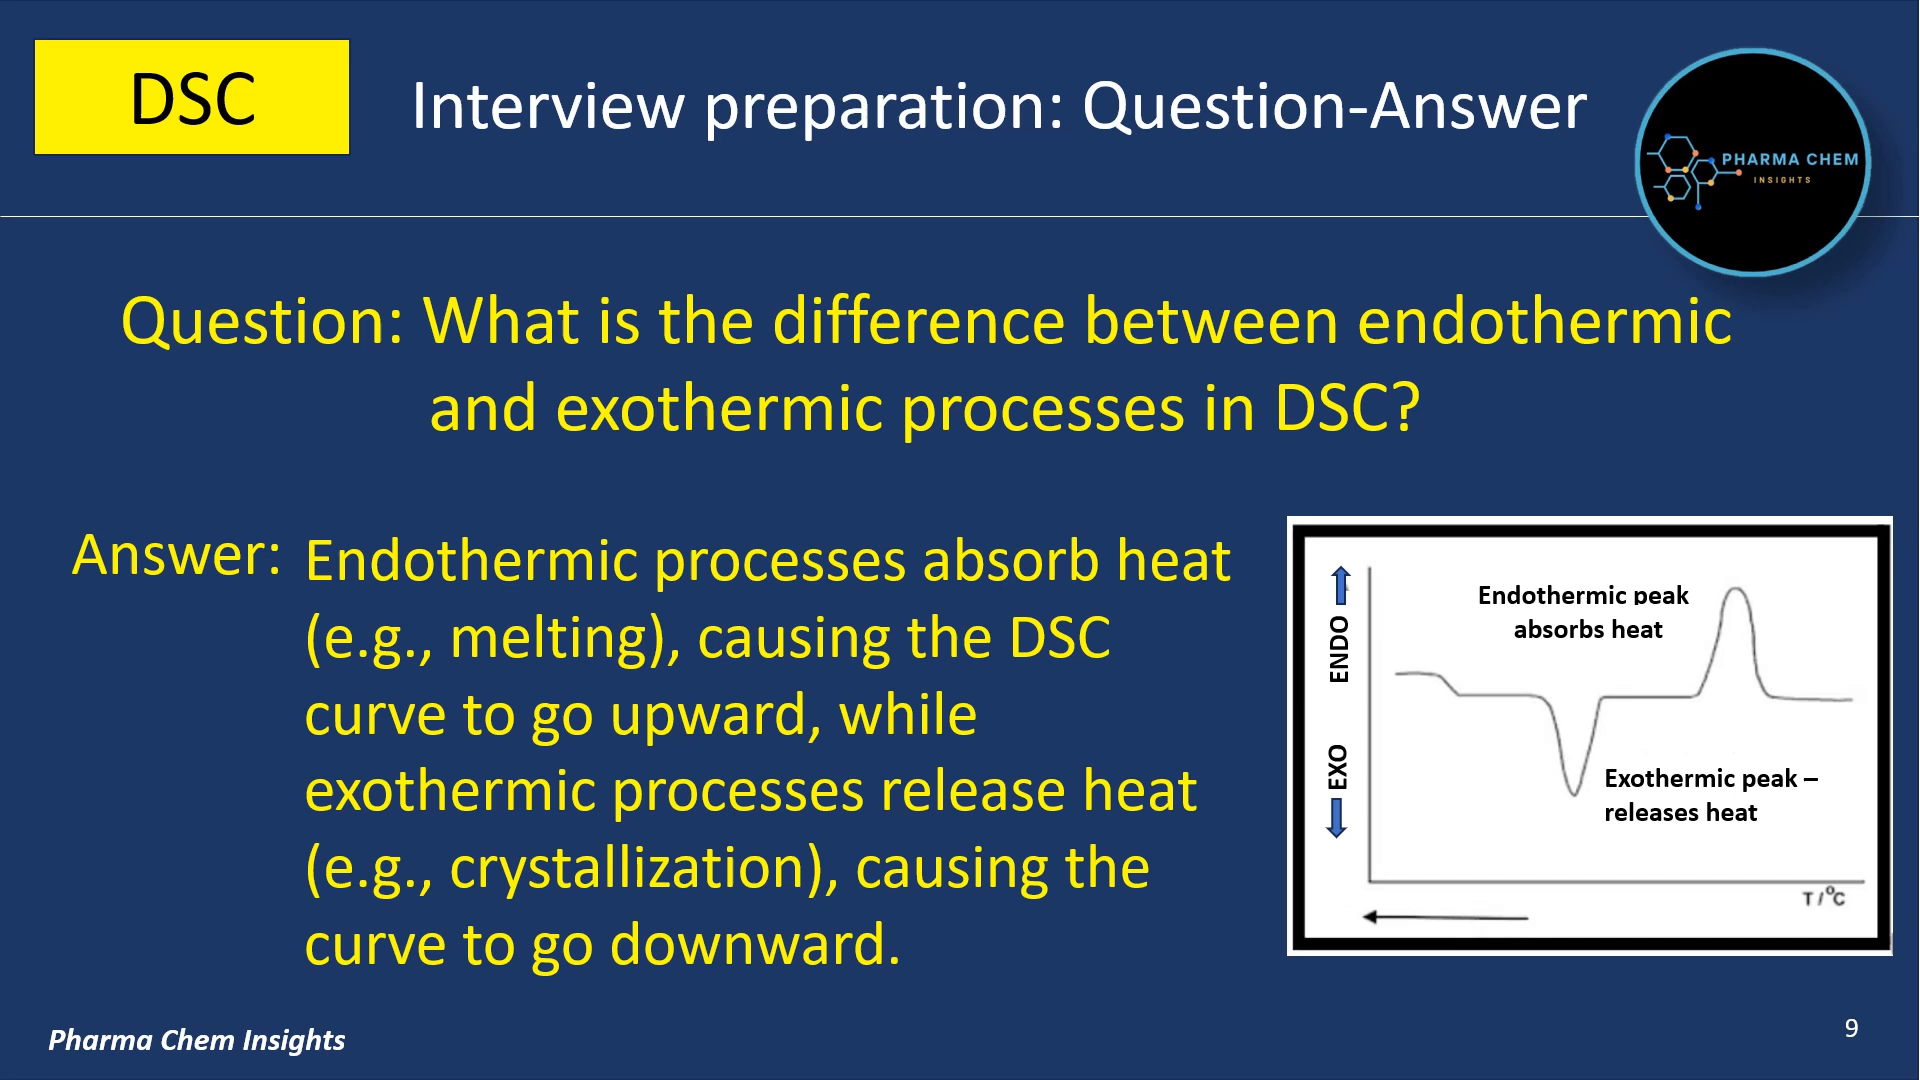 DSC
Interview preparation: Question-Answer
PHARMA CHEM
INSIGHTS
Question: What is the difference between endothermic
and exothermic processes in DSC?
Answer: Endothermic processes absorb heat
(e.g., melting), causing the DSC
curve to go upward, while
exothermic processes release heat
(e.g., crystallization), causing the
curve to go downward.
ENDO
EXO
Endothermic peak
absorbs heat
Exothermic peak –
releases heat
T / °C
Pharma Chem Insights
9